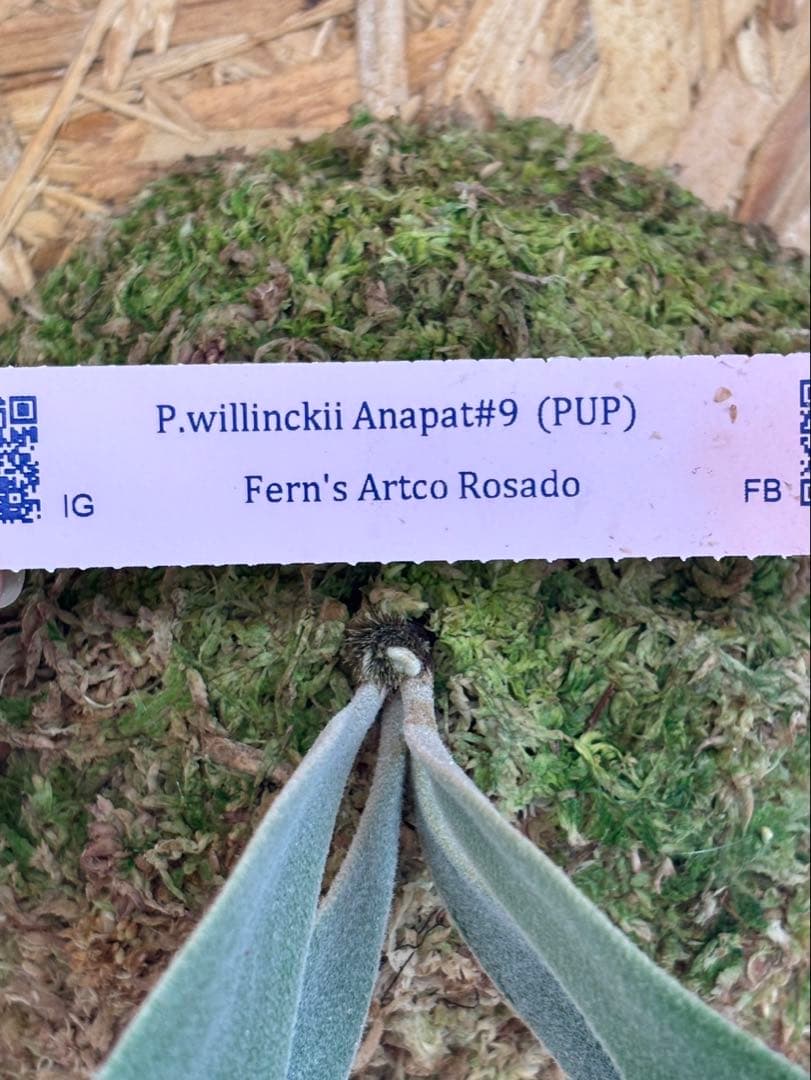 P.willinckii Anapat#9 (PUP)
Fern's Artco Rosado
IG
FB